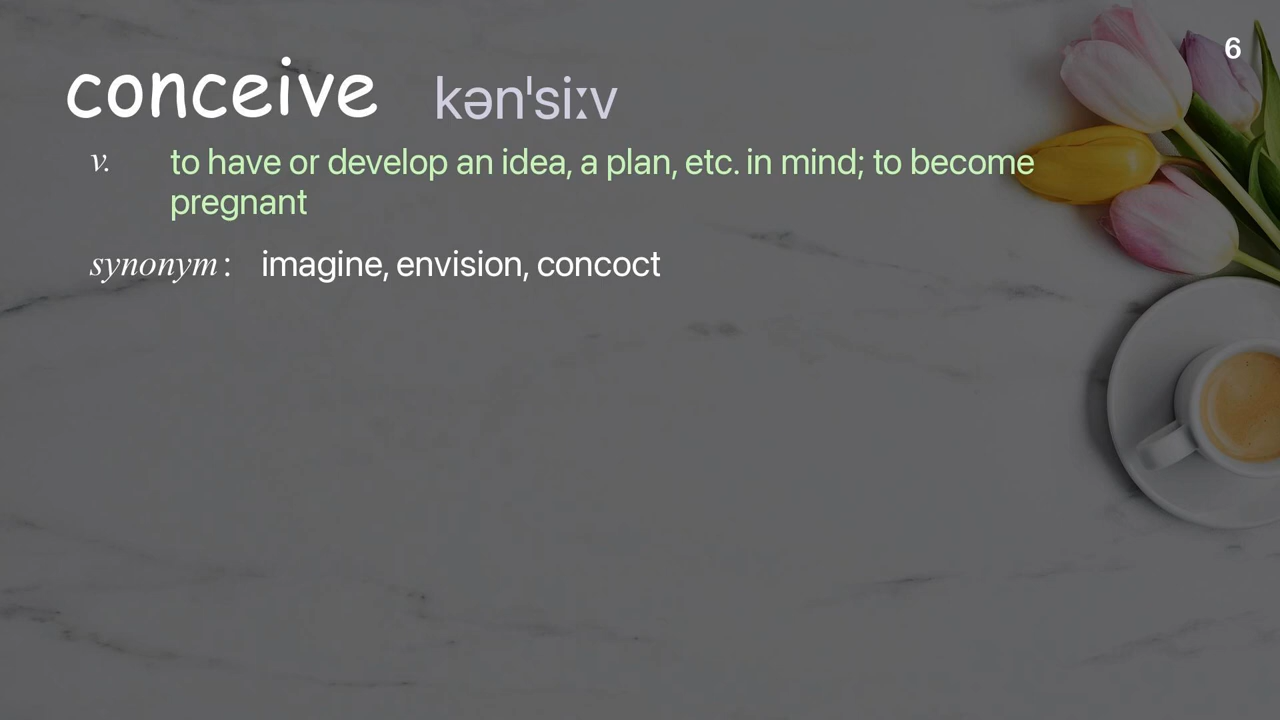 6
conceive kən'siːv
v. to have or develop an idea, a plan, etc. in mind; to become
pregnant
synonym : imagine, envision, concoct